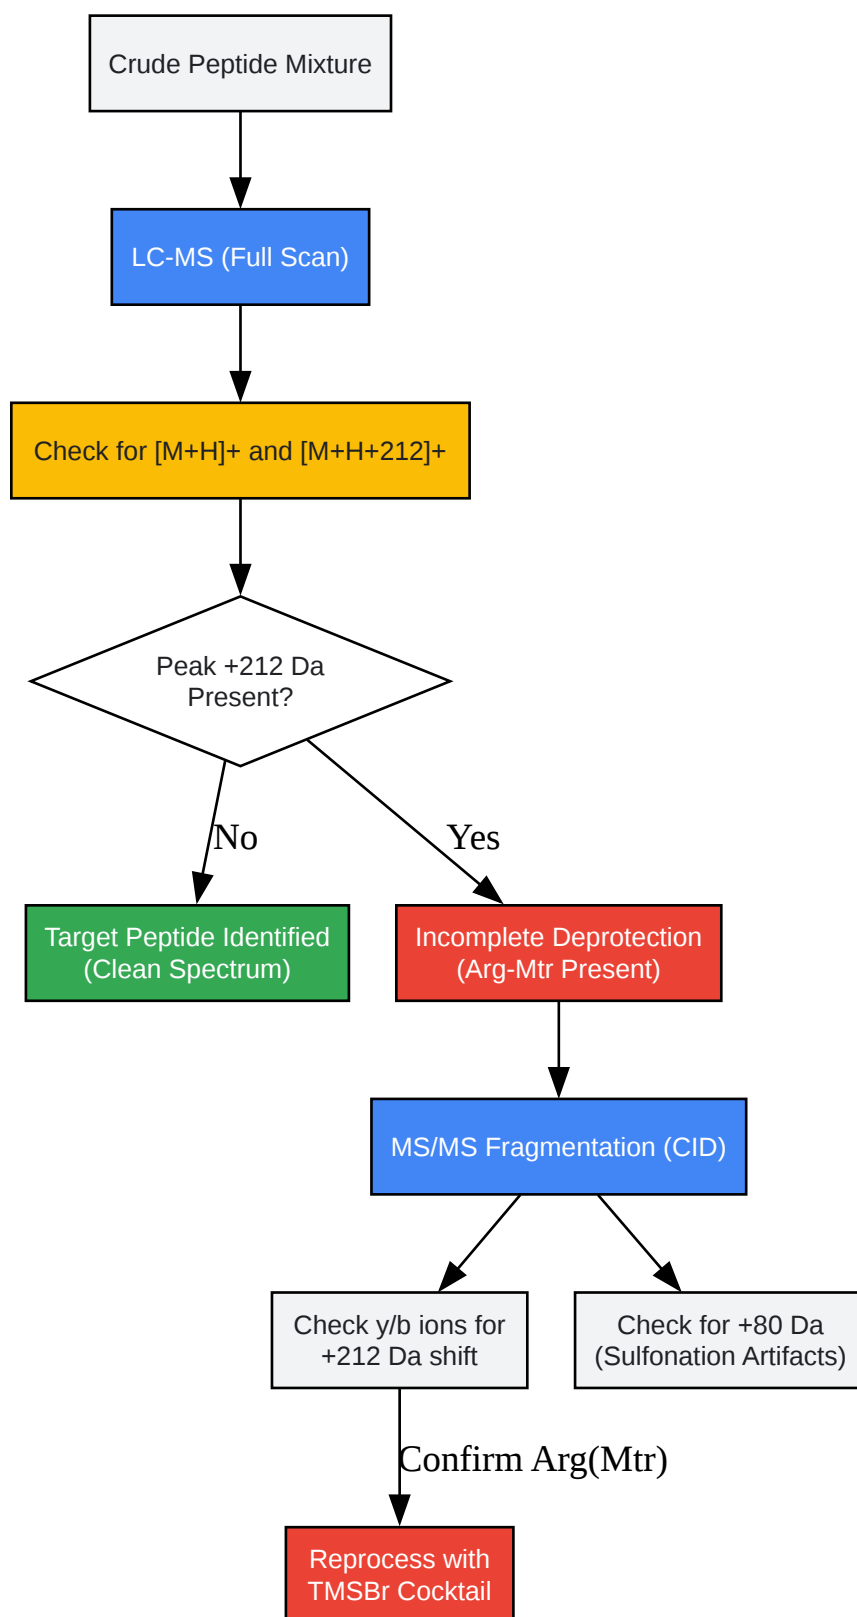 Crude Peptide Mixture
LC-MS (Full Scan)
Check for [M+H]+ and [M+H+212]+
Peak +212 Da
Present?
No
Yes
Target Peptide Identified
(Clean Spectrum)
Incomplete Deprotection
(Arg-Mtr Present)
MS/MS Fragmentation (CID)
Check y/b ions for
+212 Da shift
Check for +80 Da
(Sulfonation Artifacts)
Confirm Arg(Mtr)
Reprocess with
TMSBr Cocktail